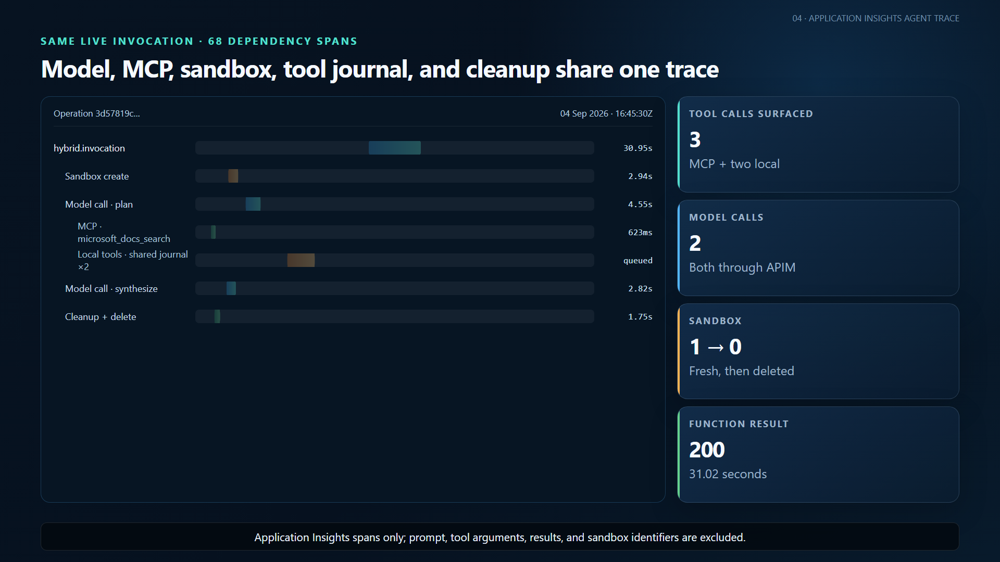 04 · APPLICATION INSIGHTS AGENT TRACE
SAME LIVE INVOCATION · 68 DEPENDENCY SPANS
Model, MCP, sandbox, tool journal, and cleanup share one trace
Operation 3d57819c...
04 Sep 2026 · 16:45:30Z
hybrid.invocation
30.95s
Sandbox create
2.94s
Model call · plan
4.55s
MCP ·
microsoft_docs_search
623ms
Local tools · shared journal
×2
queued
Model call · synthesize
2.82s
Cleanup + delete
1.75s
TOOL CALLS SURFACED
3
MCP + two local
MODEL CALLS
2
Both through APIM
SANDBOX
1 → 0
Fresh, then deleted
FUNCTION RESULT
200
31.02 seconds
Application Insights spans only; prompt, tool arguments, results, and sandbox identifiers are excluded.